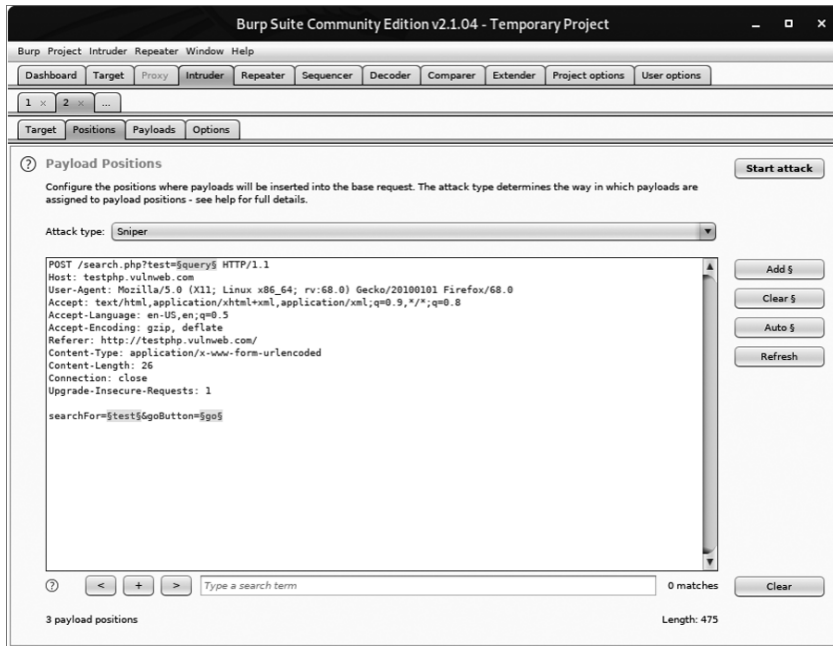 Burp Suite Community Edition v2.1.04 - Temporary Project
Burp Project Intruder Repeater Window Help
Dashboard Target Proxy Intruder Repeater Sequencer Decoder Comparer Extender Project options User options
1 × 2 × ...
Target Positions Payloads Options
? Payload Positions
Start attack
Configure the positions where payloads will be inserted into the base request. The attack type determines the way in which payloads are
assigned to payload positions - see help for full details.
Attack type: Sniper
POST /search.php?test=§query§ HTTP/1.1
Host: testphp.vulnweb.com
User-Agent: Mozilla/5.0 (X11; Linux x86_64; rv:68.0) Gecko/20100101 Firefox/68.0
Accept: text/html,application/xhtml+xml,application/xml;q=0.9,*/*;q=0.8
Accept-Language: en-US,en;q=0.5
Accept-Encoding: gzip, deflate
Referer: http://testphp.vulnweb.com/
Content-Type: application/x-www-form-urlencoded
Content-Length: 26
Connection: close
Upgrade-Insecure-Requests: 1
searchFor=§test§&goButton=§go§
Add §
Clear §
Auto §
Refresh
? < + > Type a search term 0 matches Clear
3 payload positions Length: 475